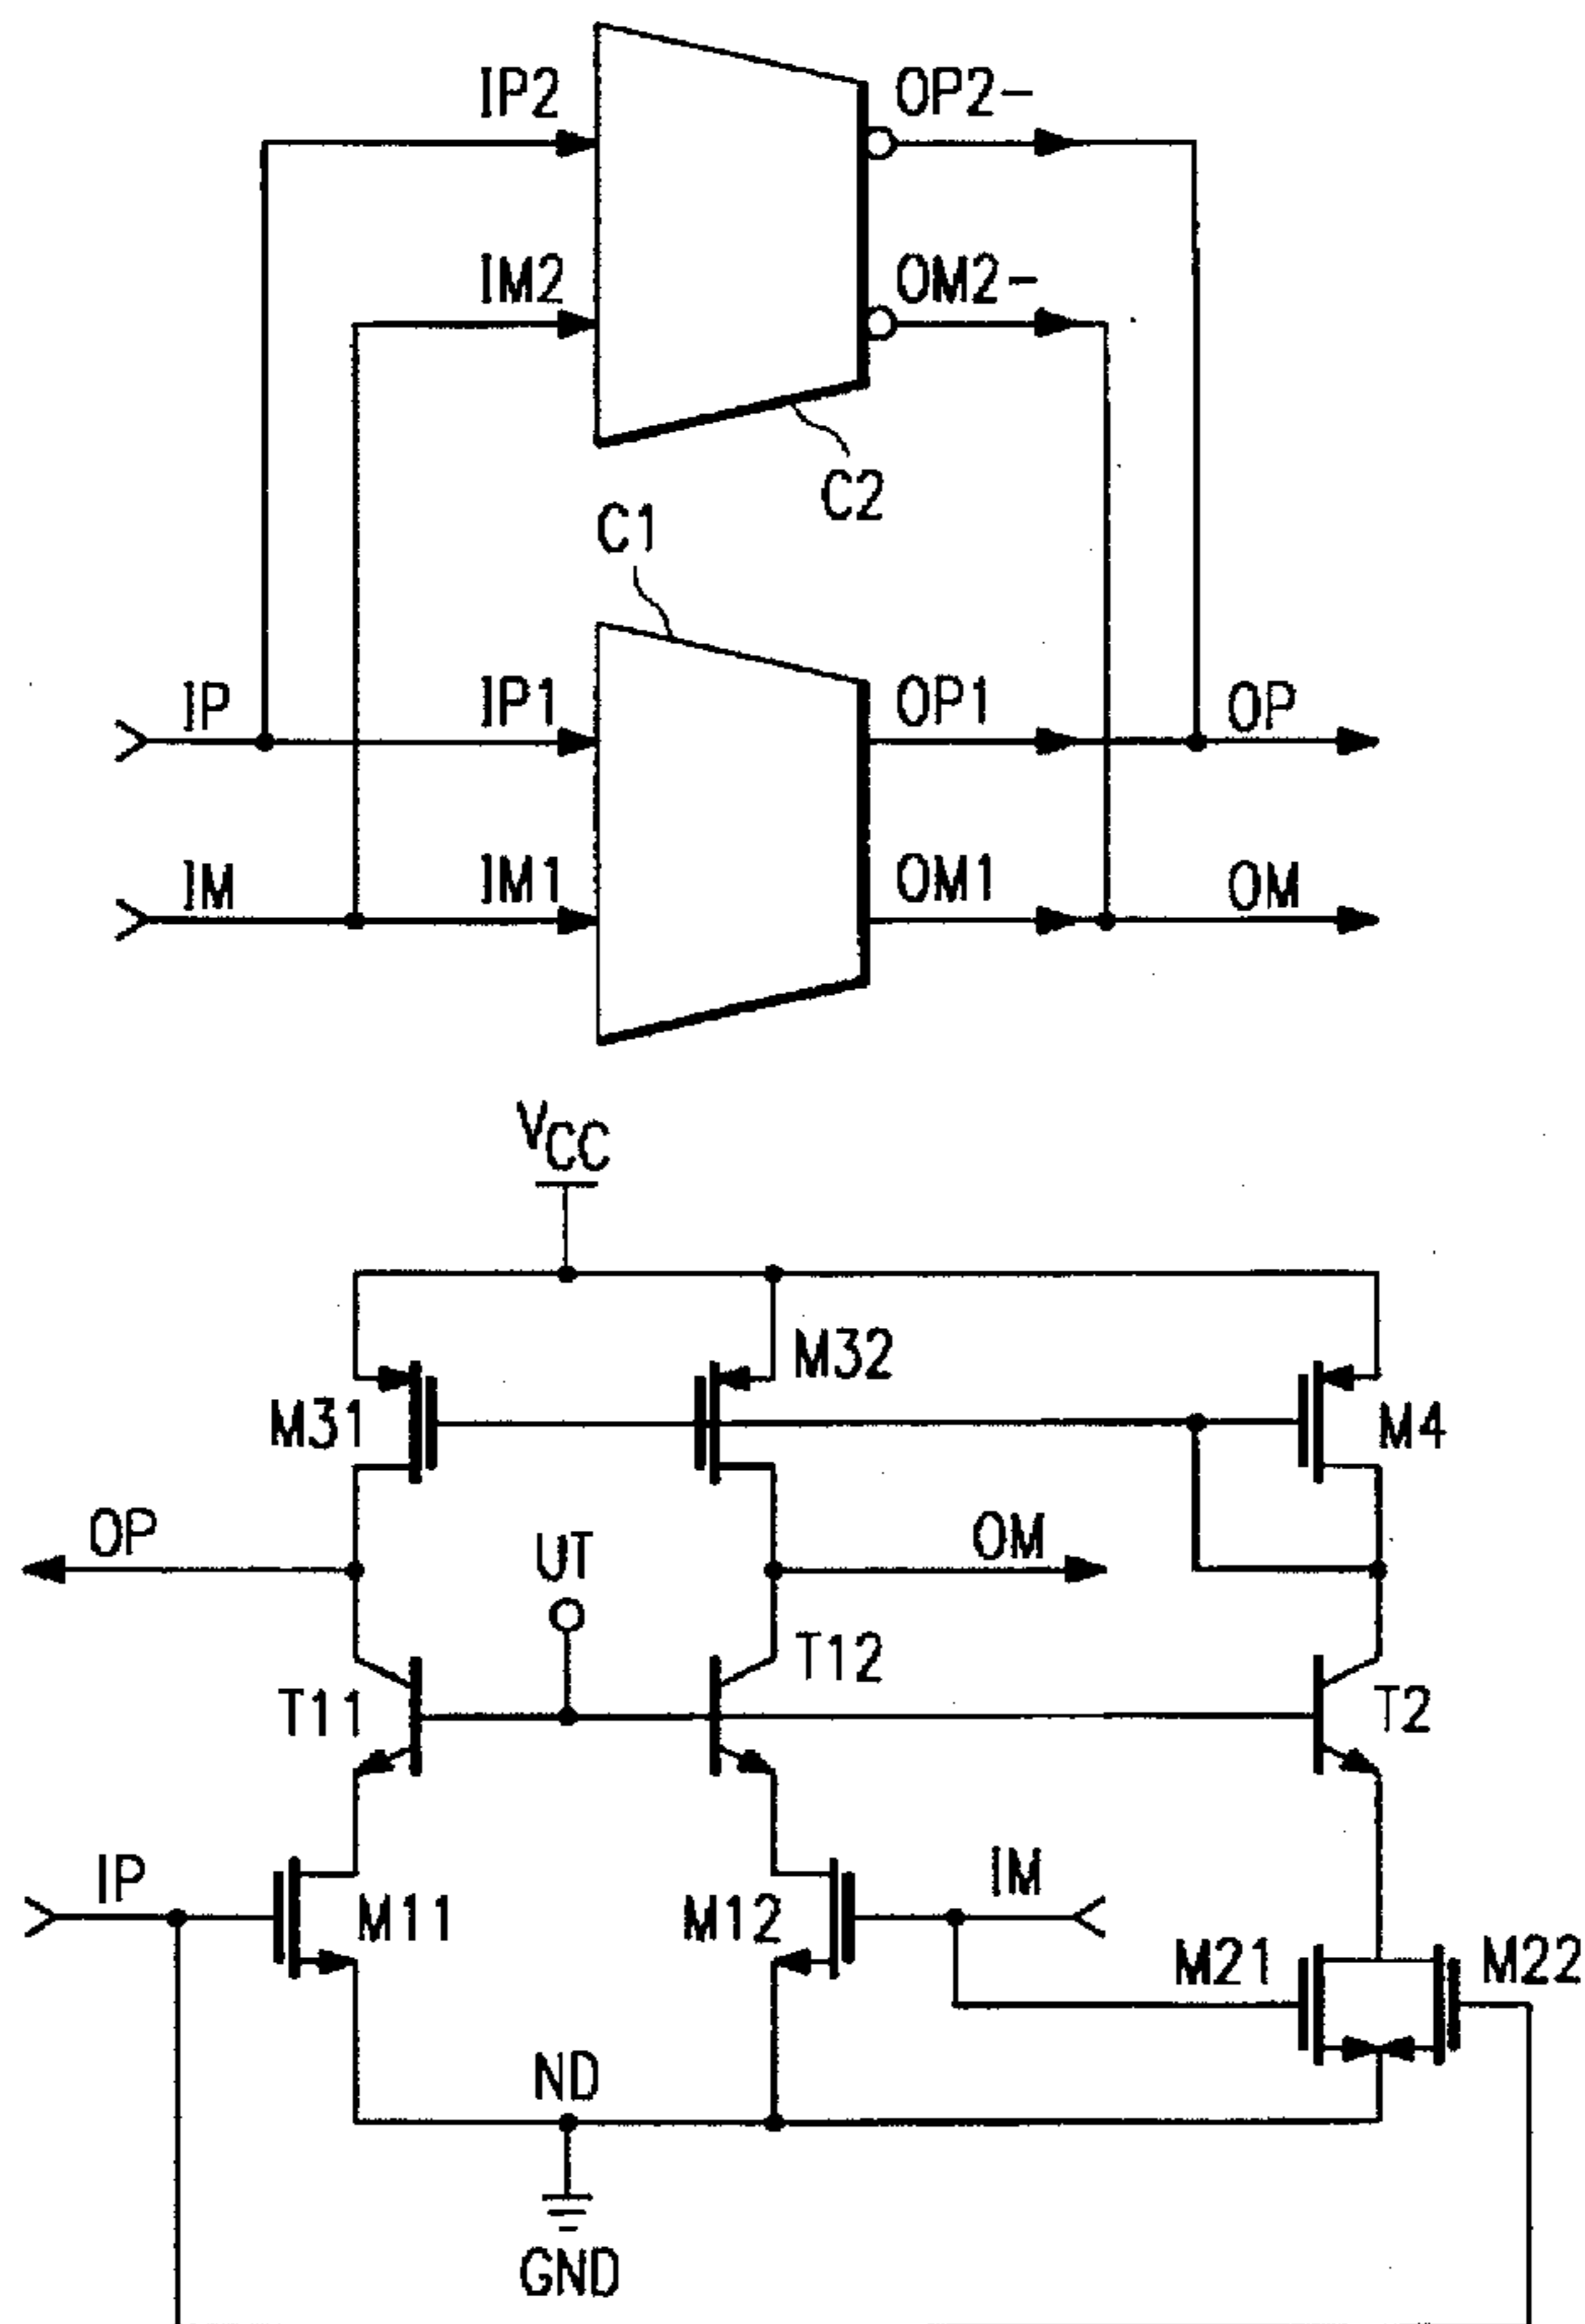 IP2 OP2-
IM2 OM2-
C2
C1
IP IP1 OP1 OP
IM IM1 OM1 OM
VCC
M32
M31 M4
OP UT OM
T12
T11 T2
IP M11 M12 IM
M21 M22
ND
GND